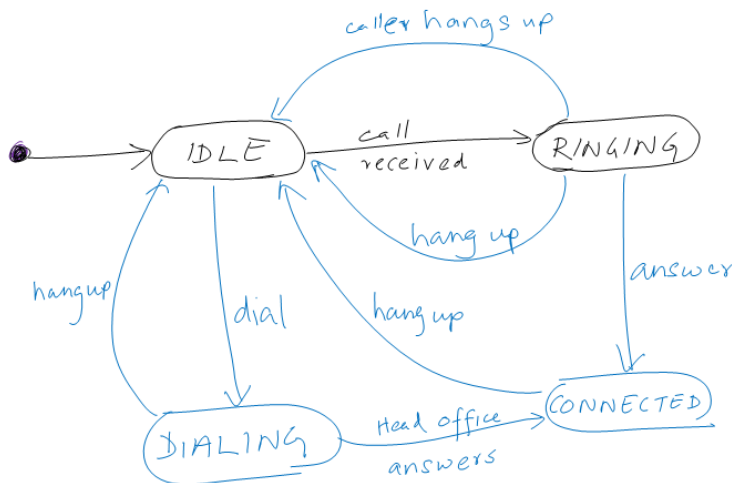 caller hangs up
call
received
IDLE
RINGING
hang up
answer
hangup
dial
hang up
CONNECTED
Head office
answers
DIALING